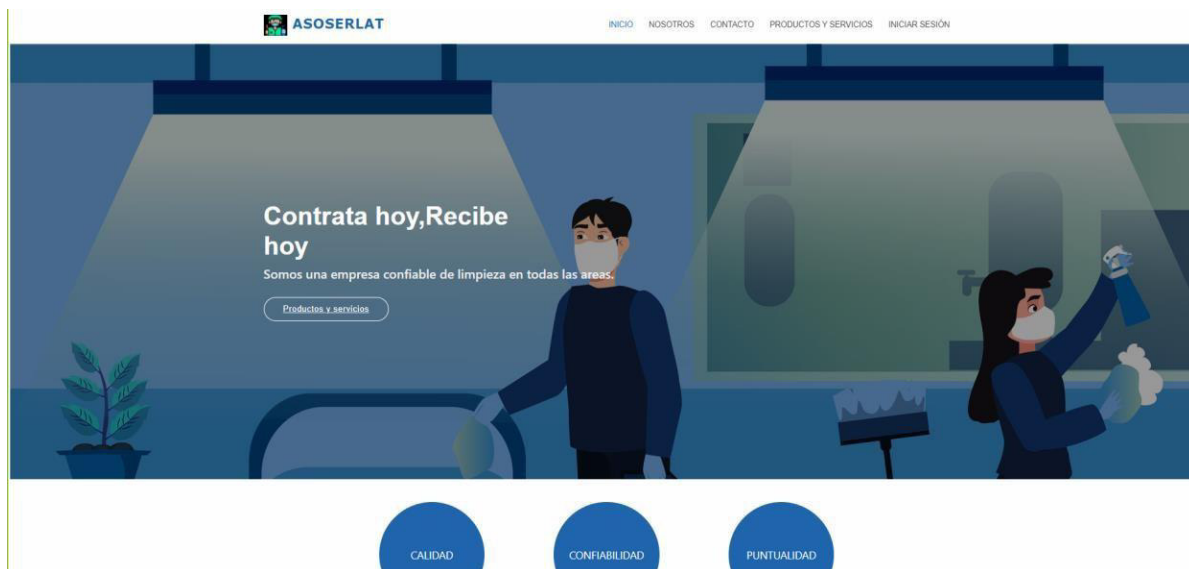 ASOSERLAT
INICIO NOSOTROS CONTACTO PRODUCTOS Y SERVICIOS INICIAR SESIÓN
Contrata hoy,Recibe
hoy
Somos una empresa confiable de limpieza en todas las areas.
Productos y servicios
CALIDAD CONFIABILIDAD PUNTUALIDAD